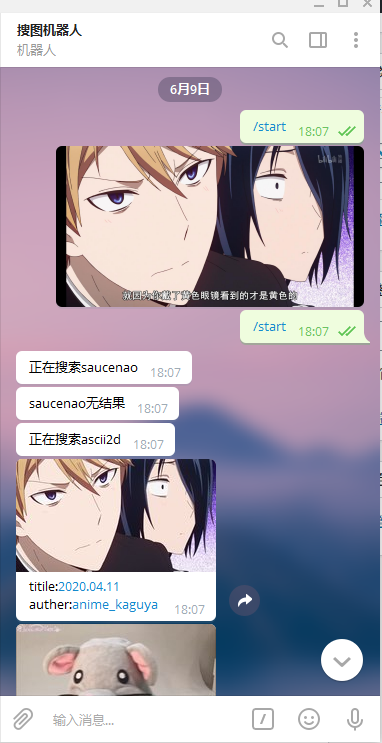 搜图机器人
机器人
6月9日
/start 18:07
就因为你戴了黄色眼镜看到的才是黄色的
/start 18:07
正在搜索saucenao 18:07
saucenao无结果 18:07
正在搜索ascii2d 18:07
titile:2020.04.11
auther:anime_kaguya 18:07
输入消息...